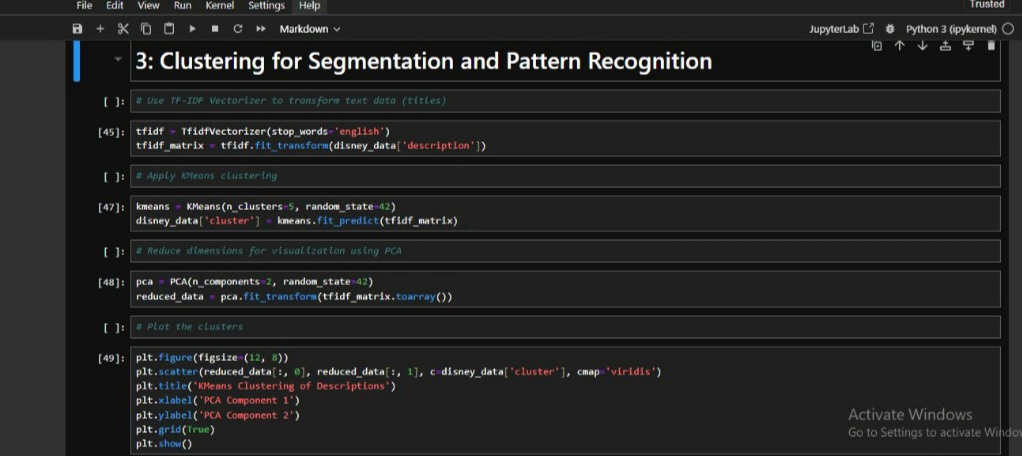 File Edit View Run Kernel Settings Help Trusted
Markdown JupyterLab Python 3 (ipykernel)
3: Clustering for Segmentation and Pattern Recognition
[ ]: # Use TF-IDF Vectorizer to transform text data (titles)
[45]: tfidf = TfidfVectorizer(stop_words='english')
tfidf_matrix = tfidf.fit_transform(disney_data['description'])
[ ]: # Apply KMeans clustering
[47]: kmeans = KMeans(n_clusters=5, random_state=42)
disney_data['cluster'] = kmeans.fit_predict(tfidf_matrix)
[ ]: # Reduce dimensions for visualization using PCA
[48]: pca = PCA(n_components=2, random_state=42)
reduced_data = pca.fit_transform(tfidf_matrix.toarray())
[ ]: # Plot the clusters
[49]: plt.figure(figsize=(12, 8))
plt.scatter(reduced_data[:, 0], reduced_data[:, 1], c=disney_data['cluster'], cmap='viridis')
plt.title('KMeans Clustering of Descriptions')
plt.xlabel('PCA Component 1')
plt.ylabel('PCA Component 2')
plt.grid(True)
plt.show()
Activate Windows
Go to Settings to activate Window